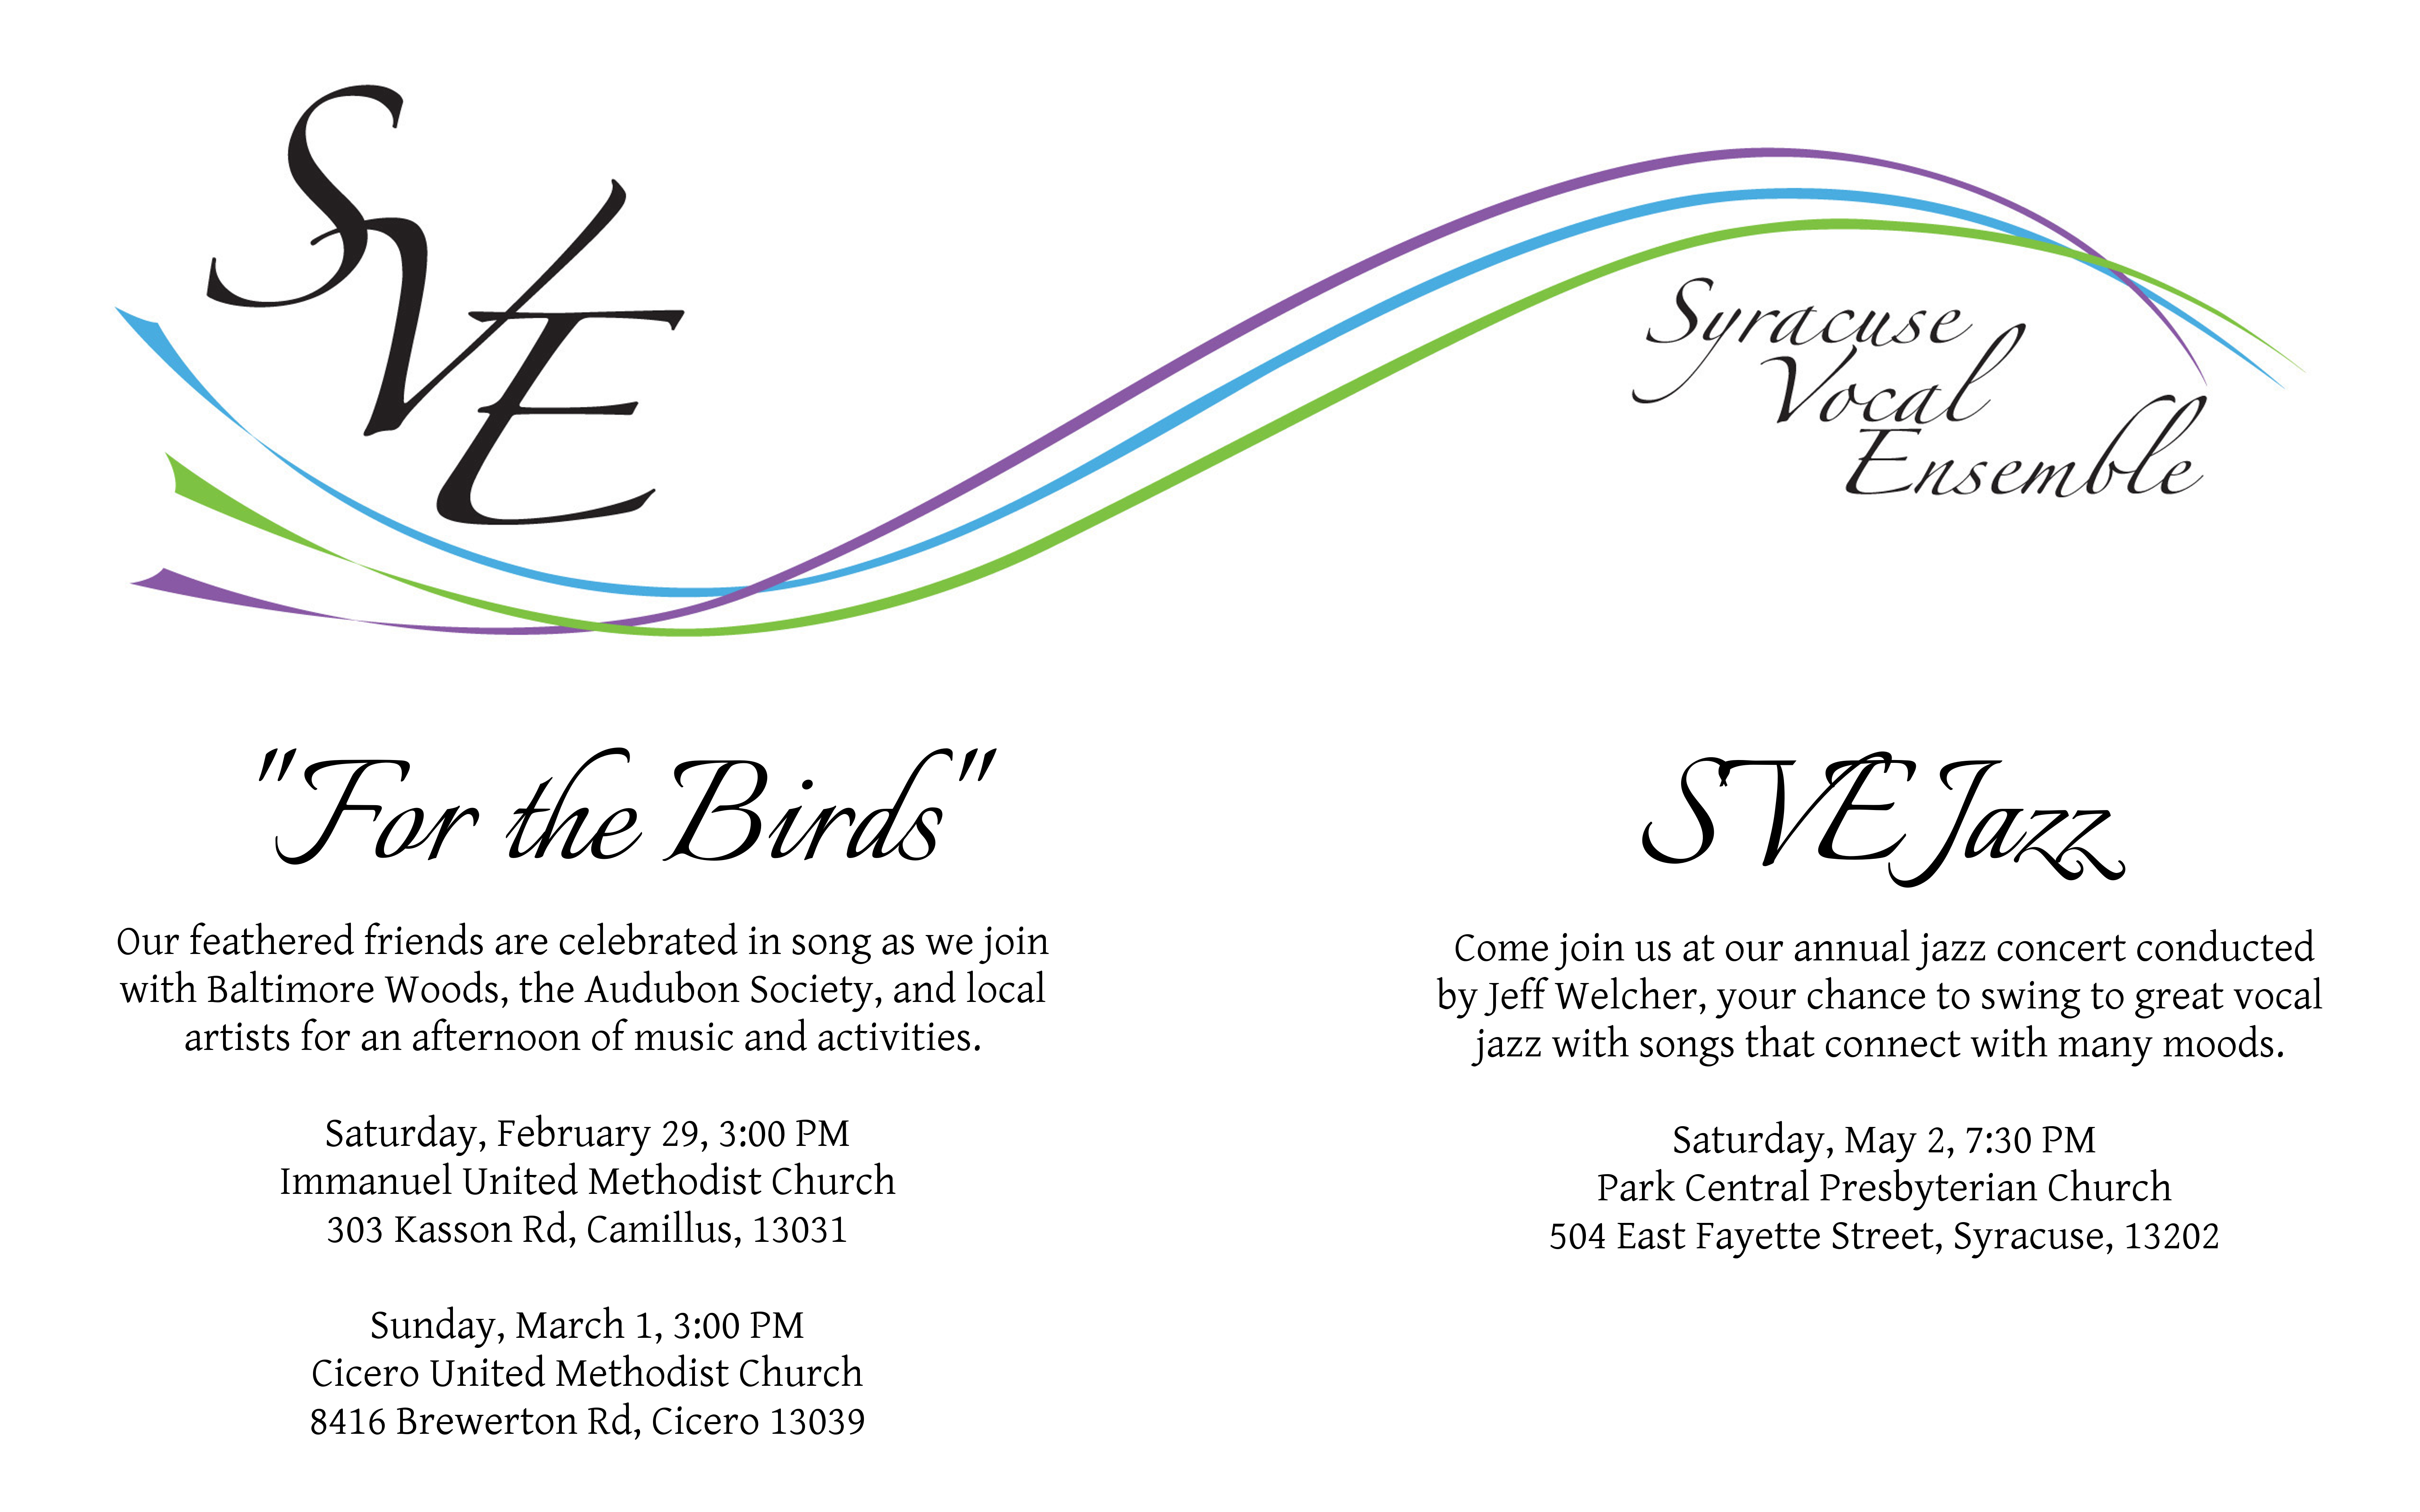 SVE
Syracuse
Vocal
Ensemble
"For the Birds"
Our feathered friends are celebrated in song as we join
with Baltimore Woods, the Audubon Society, and local
artists for an afternoon of music and activities.
Saturday, February 29, 3:00 PM
Immanuel United Methodist Church
303 Kasson Rd, Camillus, 13031
Sunday, March 1, 3:00 PM
Cicero United Methodist Church
8416 Brewerton Rd, Cicero 13039
SVE Jazz
Come join us at our annual jazz concert conducted
by Jeff Welcher, your chance to swing to great vocal
jazz with songs that connect with many moods.
Saturday, May 2, 7:30 PM
Park Central Presbyterian Church
504 East Fayette Street, Syracuse, 13202